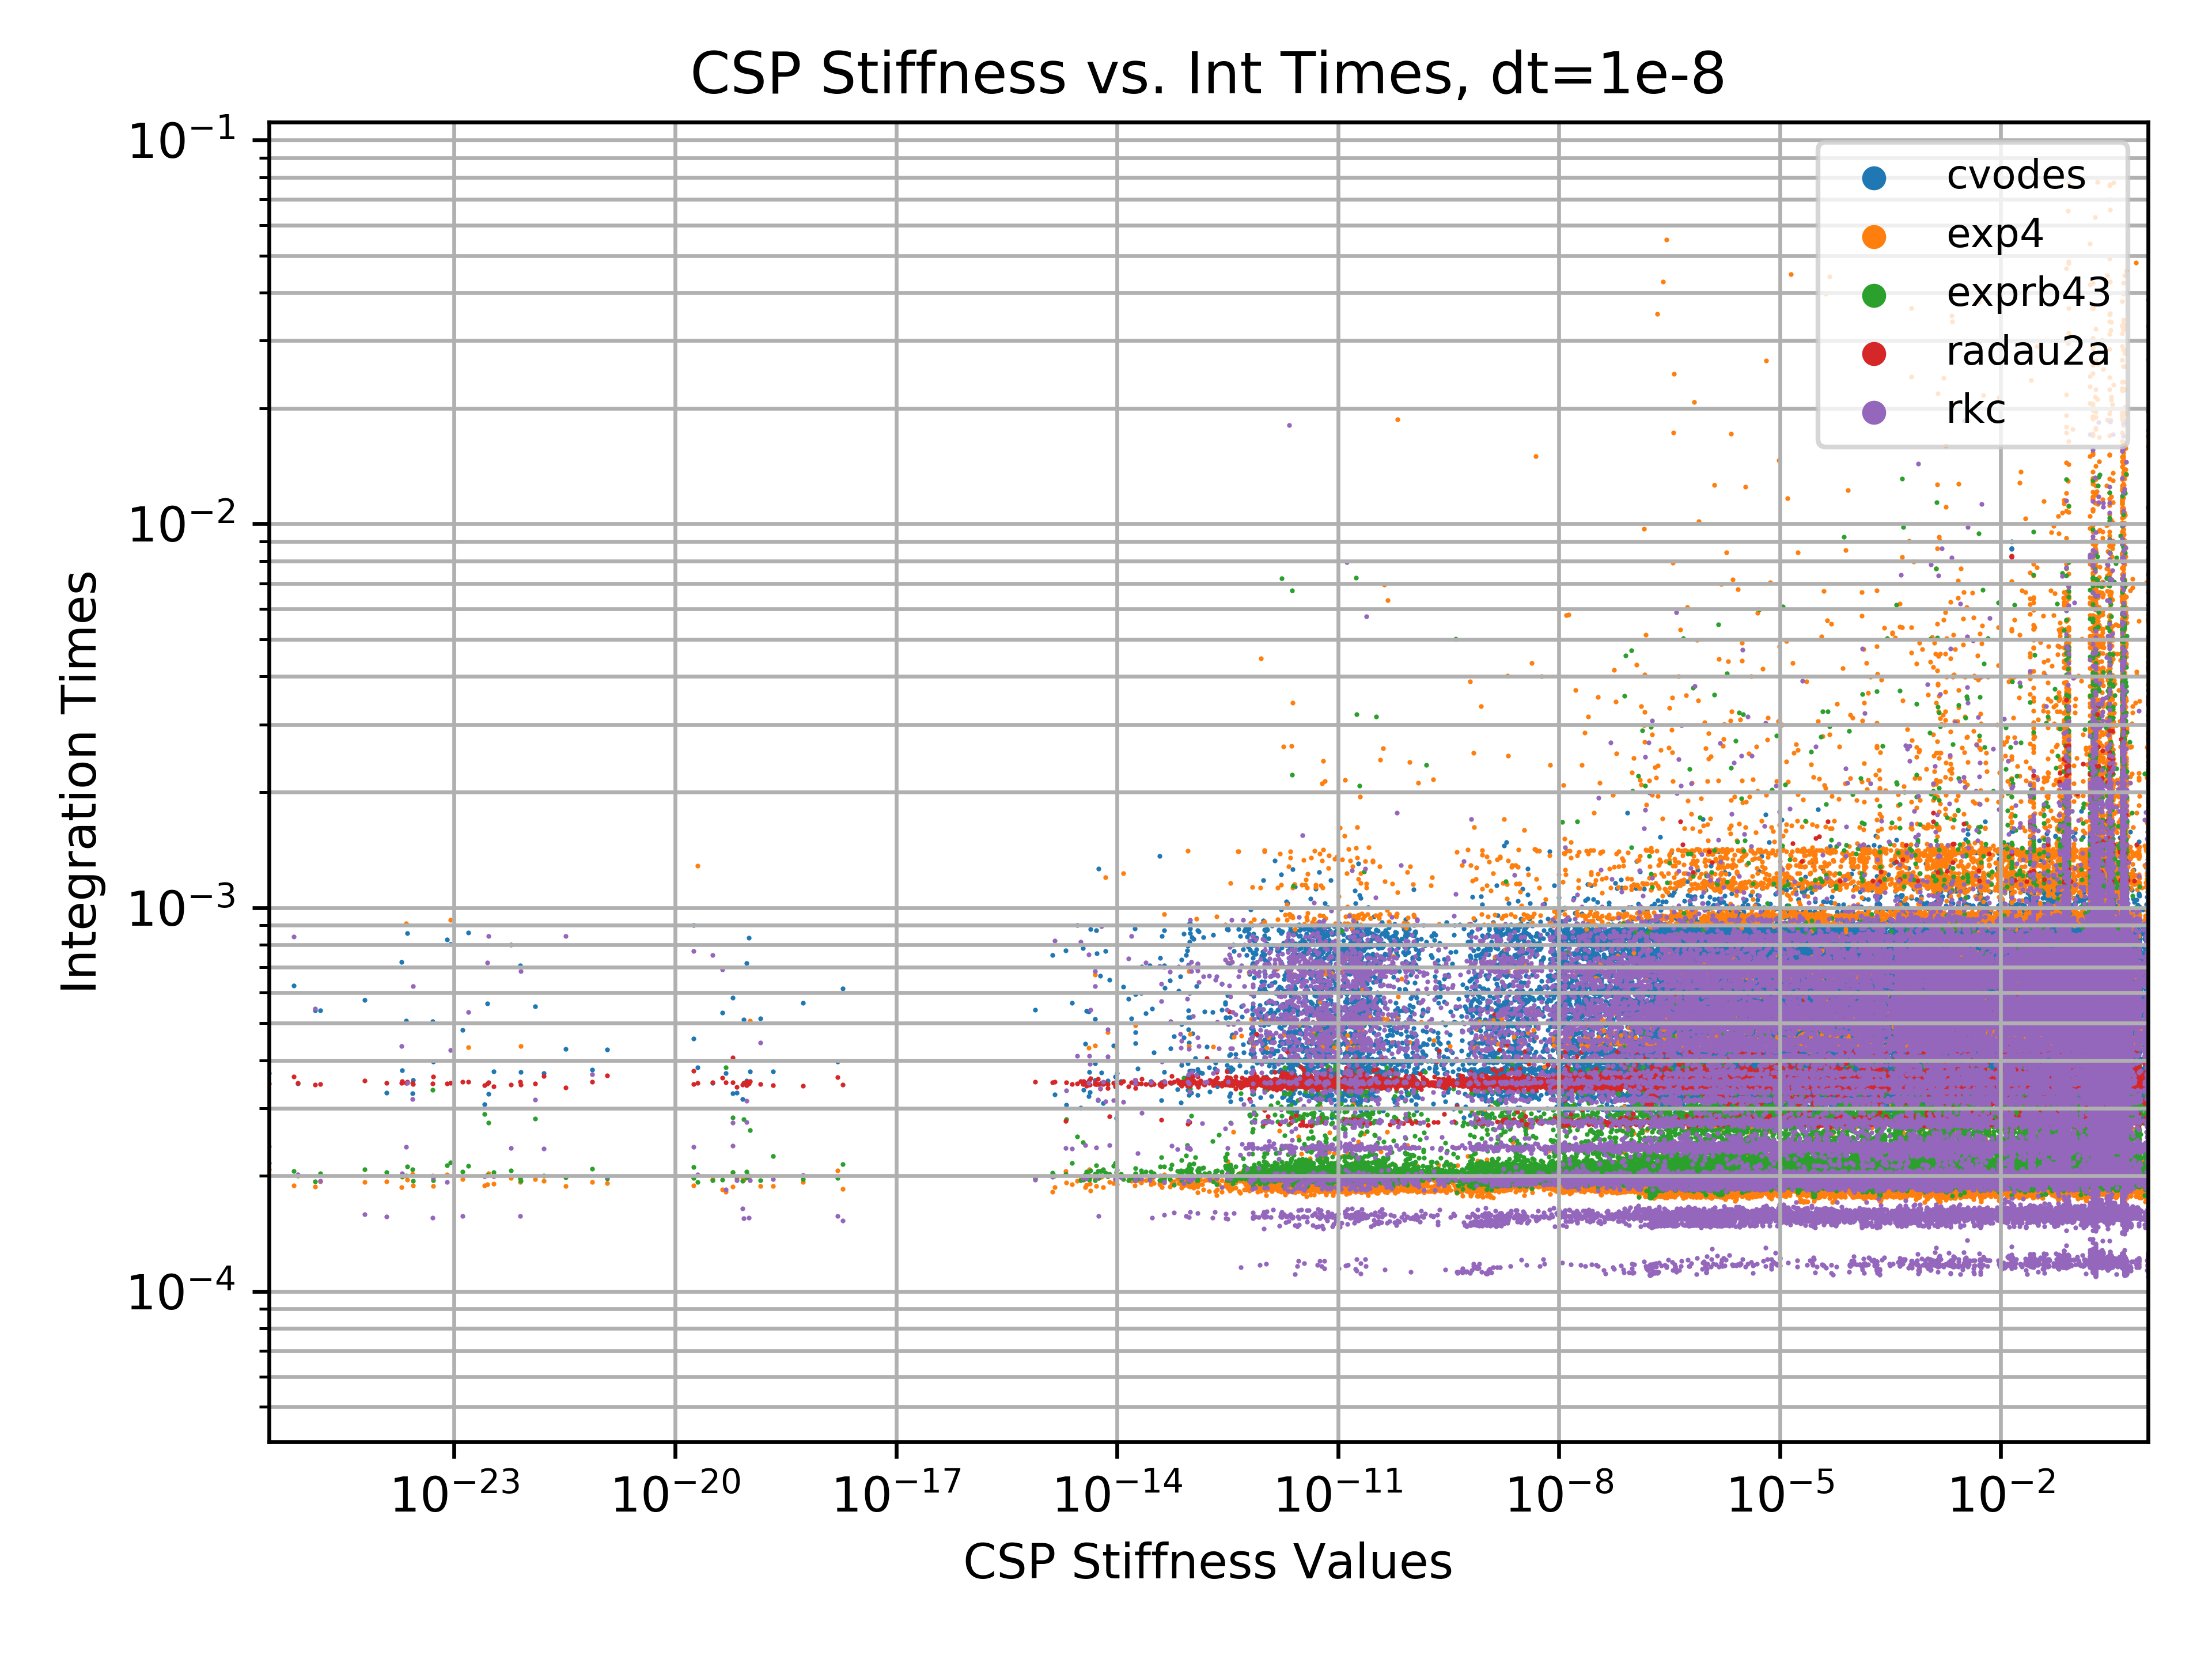 CSP Stiffness vs. Int Times, dt=1e-8
10⁻¹
10⁻²
10⁻³
10⁻⁴
Integration Times
cvodes
exp4
exprb43
radau2a
rkc
10⁻²³ 10⁻²⁰ 10⁻¹⁷ 10⁻¹⁴ 10⁻¹¹ 10⁻⁸ 10⁻⁵ 10⁻²
CSP Stiffness Values